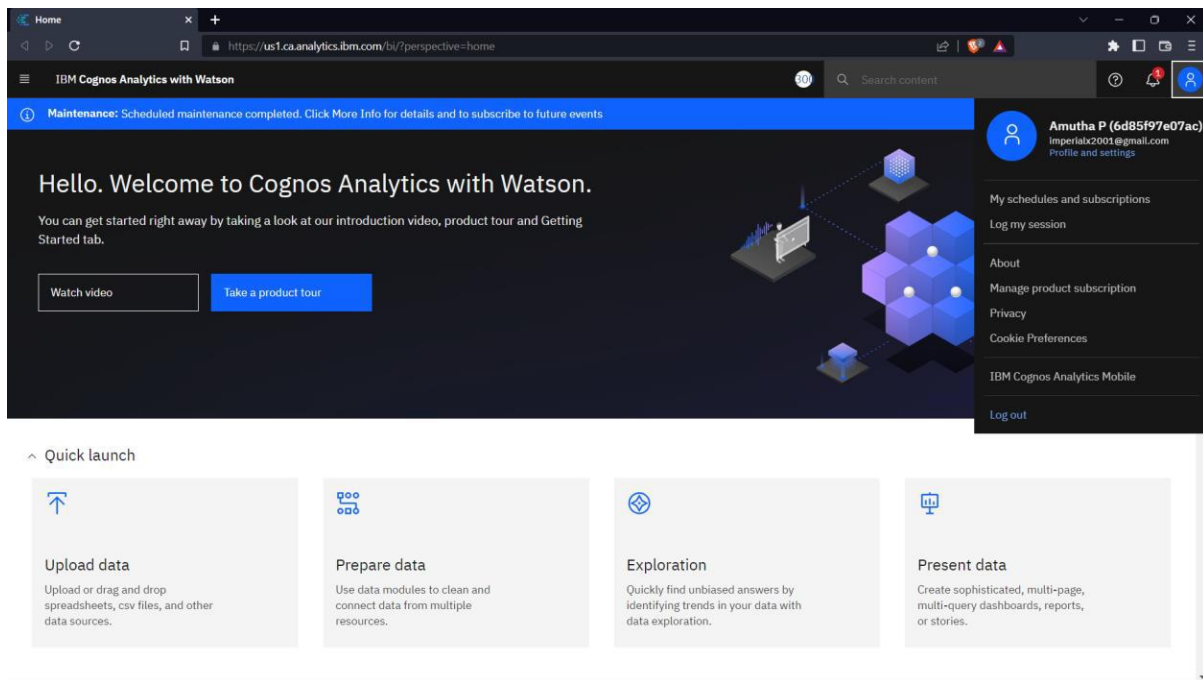 Home
https://us1.ca.analytics.ibm.com/bi/?perspective=home
IBM Cognos Analytics with Watson
Search content
1
Maintenance: Scheduled maintenance completed. Click More Info for details and to subscribe to future events
Amutha P (6d85f97e07ac)
imperialx2001@gmail.com
Profile and settings
My schedules and subscriptions
Log my session
About
Manage product subscription
Privacy
Cookie Preferences
IBM Cognos Analytics Mobile
Log out
Hello. Welcome to Cognos Analytics with Watson.
You can get started right away by taking a look at our introduction video, product tour and Getting
Started tab.
Watch video
Take a product tour
Quick launch
Upload data
Upload or drag and drop
spreadsheets, csv files, and other
data sources.
Prepare data
Use data modules to clean and
connect data from multiple
resources.
Exploration
Quickly find unbiased answers by
identifying trends in your data with
data exploration.
Present data
Create sophisticated, multi-page,
multi-query dashboards, reports,
or stories.